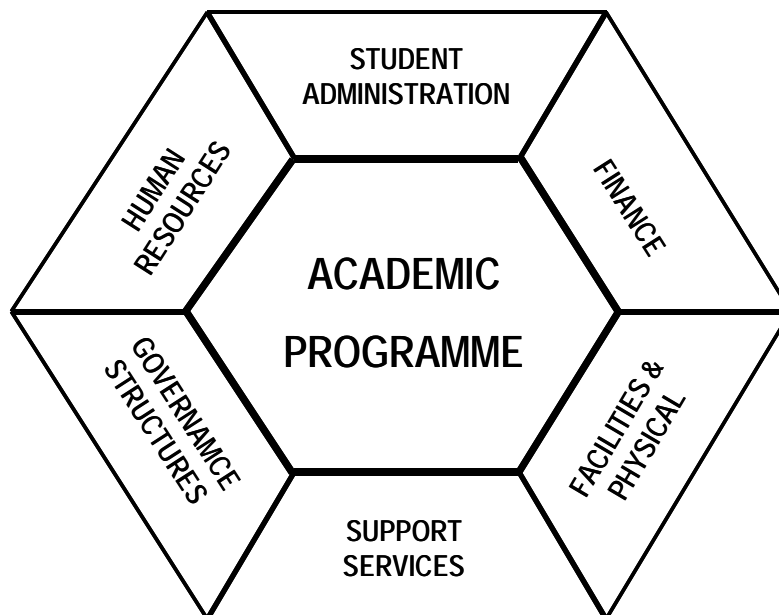 STUDENT
ADMINISTRATION
HUMAN
RESOURCES
FINANCE
ACADEMIC
PROGRAMME
GOVERNAMCE
STRUCTURES
FACILITIES &
PHYSICAL
SUPPORT
SERVICES